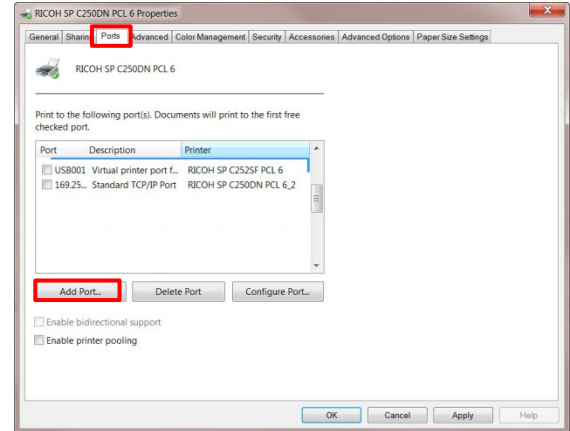 RICOH SP C250DN PCL 6 Properties
General Sharing Ports Advanced Color Management Security Accessories Advanced Options Paper Size Settings
RICOH SP C250DN PCL 6
Print to the following port(s). Documents will print to the first free
checked port.
Port Description Printer
USB001 Virtual printer port f... RICOH SP C252SF PCL 6
169.25... Standard TCP/IP Port RICOH SP C250DN PCL 6_2
Add Port... Delete Port Configure Port...
Enable bidirectional support
Enable printer pooling
OK Cancel Apply Help